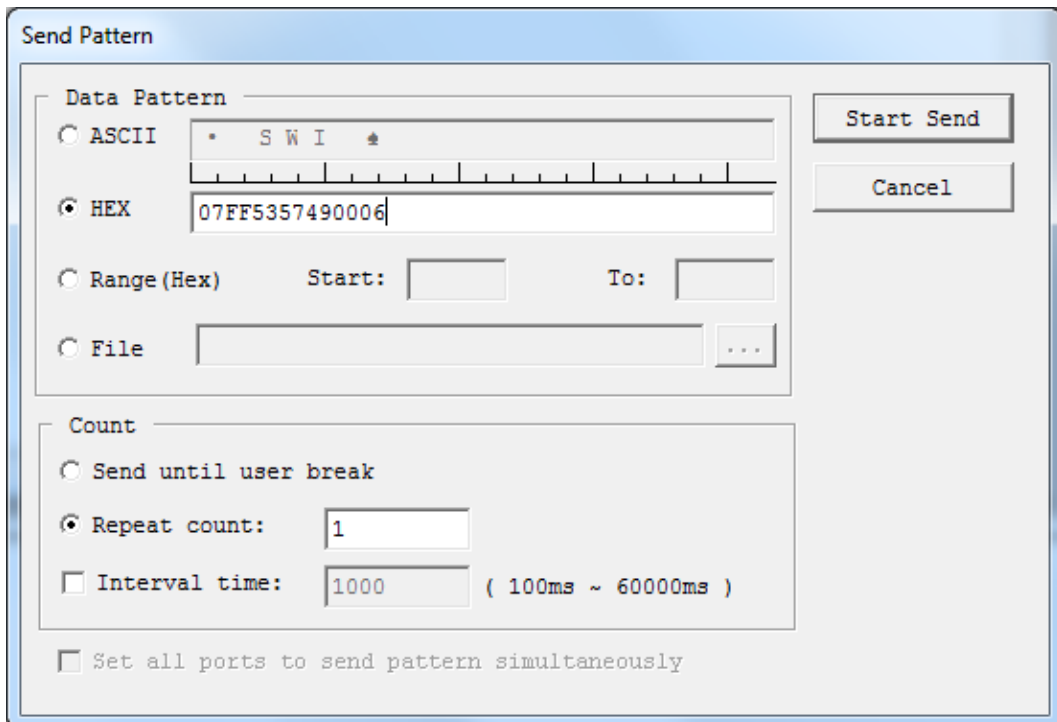 Send Pattern
Data Pattern
ASCII • S W I ♠
Start Send
HEX 07FF5357490006
Cancel
Range(Hex) Start: To:
File ...
Count
Send until user break
Repeat count: 1
Interval time: 1000 ( 100ms ~ 60000ms )
Set all ports to send pattern simultaneously